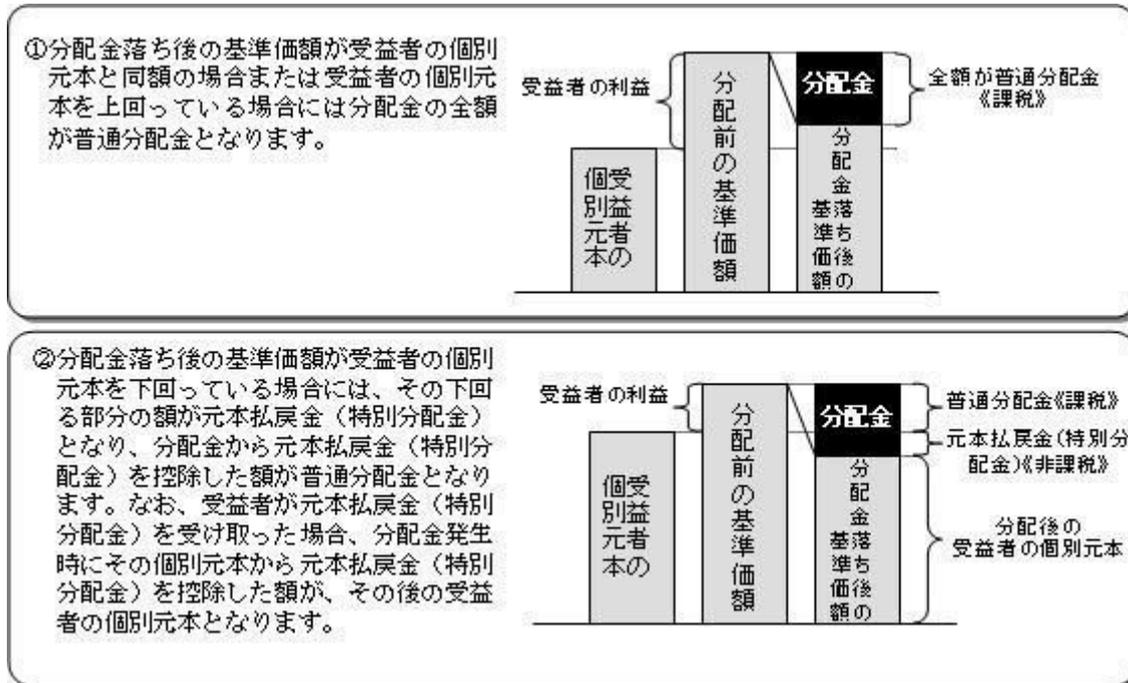 ①分配金落ち後の基準価額が受益者の個別
元本と同額の場合または受益者の個別元
本を上回っている場合には分配金の全額
が普通分配金となります。
受益者の利益
受益者の
個別元本
分配前の基準価額
分配金
分配金落ち後の
基準価額
全額が普通分配金
《課税》
②分配金落ち後の基準価額が受益者の個別
元本を下回っている場合には、その下回
る部分の額が元本払戻金（特別分配金）
となり、分配金から元本払戻金（特別分
配金）を控除した額が普通分配金となり
ます。なお、受益者が元本払戻金（特別
分配金）を受け取った場合、分配金発生
時にその個別元本から元本払戻金（特別
分配金）を控除した額が、その後の受益
者の個別元本となります。
受益者の利益
受益者の
個別元本
分配前の基準価額
分配金
分配金落ち後の
基準価額
普通分配金《課税》
元本払戻金(特別分
配金)《非課税》
分配後の
受益者の個別元本